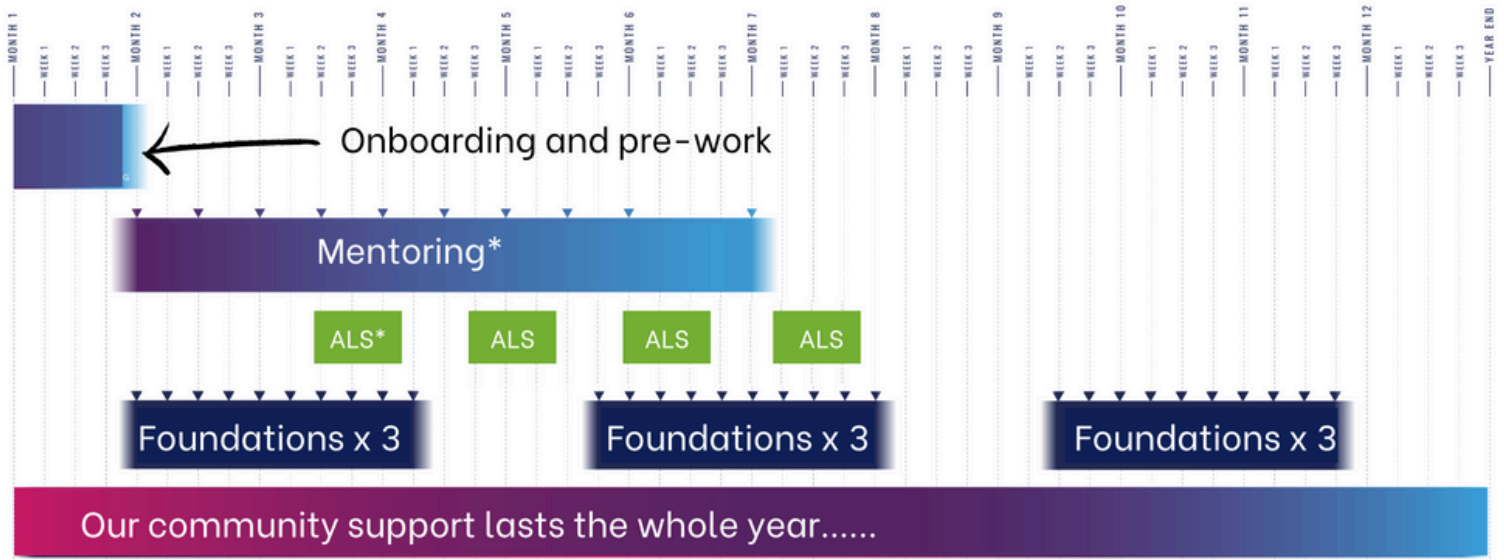 MONTH 1
WEEK 1
WEEK 2
WEEK 3
MONTH 2
WEEK 1
WEEK 2
WEEK 3
MONTH 3
WEEK 1
WEEK 2
WEEK 3
MONTH 4
WEEK 1
WEEK 2
WEEK 3
MONTH 5
WEEK 1
WEEK 2
WEEK 3
MONTH 6
WEEK 1
WEEK 2
WEEK 3
MONTH 7
WEEK 1
WEEK 2
WEEK 3
MONTH 8
WEEK 1
WEEK 2
WEEK 3
MONTH 9
WEEK 1
WEEK 2
WEEK 3
MONTH 10
WEEK 1
WEEK 2
WEEK 3
MONTH 11
WEEK 1
WEEK 2
WEEK 3
MONTH 12
WEEK 1
WEEK 2
WEEK 3
YEAR END
Onboarding and pre-work
Mentoring*
ALS*
ALS
ALS
ALS
Foundations x 3
Foundations x 3
Foundations x 3
Our community support lasts the whole year......